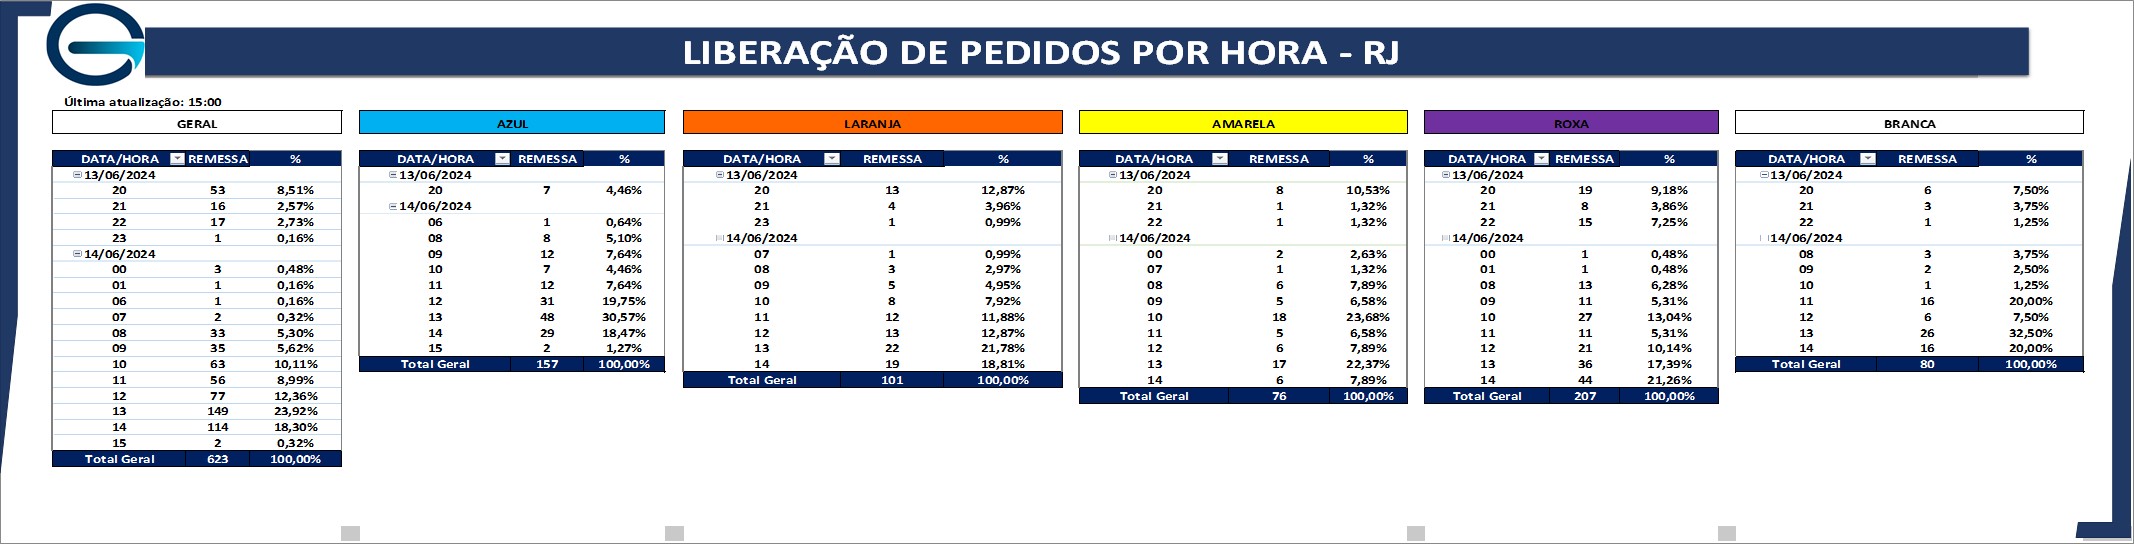 LIBERAÇÃO DE PEDIDOS POR HORA - RJ
Última atualização: 15:00
GERAL
DATA/HORA REMESSA %
13/06/2024
20 53 8,51%
21 16 2,57%
22 17 2,73%
23 1 0,16%
14/06/2024
00 3 0,48%
01 1 0,16%
06 1 0,16%
07 2 0,32%
08 33 5,30%
09 35 5,62%
10 63 10,11%
11 56 8,99%
12 77 12,36%
13 149 23,92%
14 114 18,30%
15 2 0,32%
Total Geral 623 100,00%
AZUL
DATA/HORA REMESSA %
13/06/2024
20 7 4,46%
14/06/2024
06 1 0,64%
08 8 5,10%
09 12 7,64%
10 7 4,46%
11 12 7,64%
12 31 19,75%
13 48 30,57%
14 29 18,47%
15 2 1,27%
Total Geral 157 100,00%
LARANJA
DATA/HORA REMESSA %
13/06/2024
20 13 12,87%
21 4 3,96%
23 1 0,99%
14/06/2024
07 1 0,99%
08 3 2,97%
09 5 4,95%
10 8 7,92%
11 12 11,88%
12 13 12,87%
13 22 21,78%
14 19 18,81%
Total Geral 101 100,00%
AMARELA
DATA/HORA REMESSA %
13/06/2024
20 8 10,53%
21 1 1,32%
22 1 1,32%
14/06/2024
00 2 2,63%
07 1 1,32%
08 6 7,89%
09 5 6,58%
10 18 23,68%
11 5 6,58%
12 6 7,89%
13 17 22,37%
14 6 7,89%
Total Geral 76 100,00%
ROXA
DATA/HORA REMESSA %
13/06/2024
20 19 9,18%
21 8 3,86%
22 15 7,25%
14/06/2024
00 1 0,48%
01 1 0,48%
08 13 6,28%
09 11 5,31%
10 27 13,04%
11 11 5,31%
12 21 10,14%
13 36 17,39%
14 44 21,26%
Total Geral 207 100,00%
BRANCA
DATA/HORA REMESSA %
13/06/2024
20 6 7,50%
21 3 3,75%
22 1 1,25%
14/06/2024
08 3 3,75%
09 2 2,50%
10 1 1,25%
11 16 20,00%
12 6 7,50%
13 26 32,50%
14 16 20,00%
Total Geral 80 100,00%